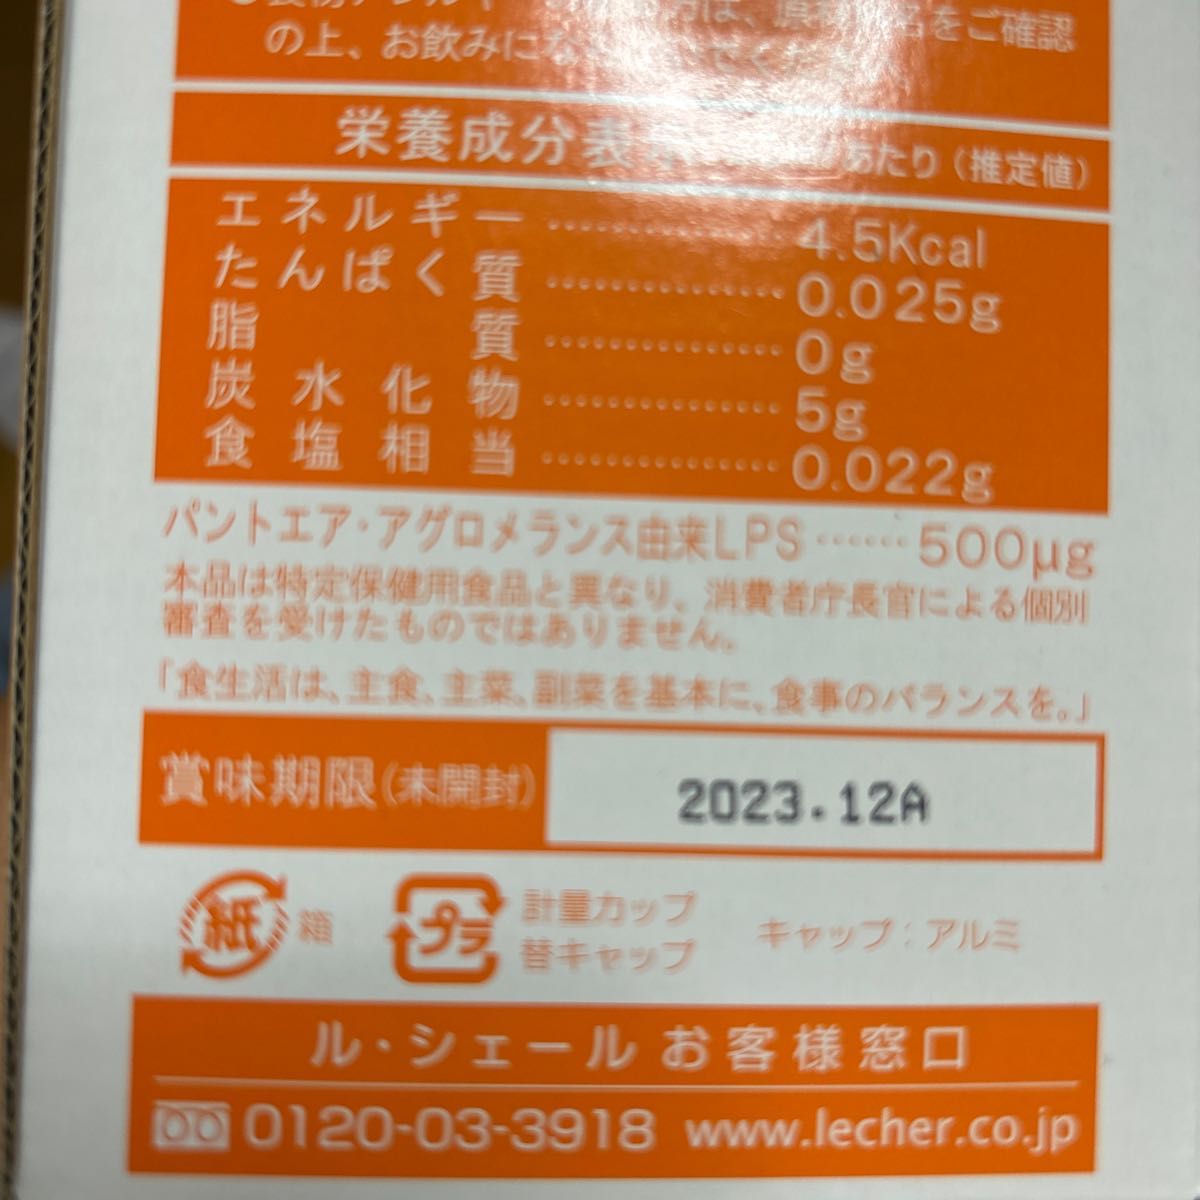 をご確認
の上、お飲みにな
栄養成分表示 あたり(推定値)
エネルギー………………4.5Kcal
たんぱく質………………0.025g
脂質………………0g
炭水化物………………5g
食塩相当………………0.022g
パントエア・アグロメランス由来LPS……500μg
本品は特定保健用食品と異なり、消費者庁長官による個別
審査を受けたものではありません。
「食生活は、主食、主菜、副菜を基本に、食事のバランスを。」
賞味期限(未開封) 2023.12A
紙 箱 プラ 計量カップ
替キャップ キャップ:アルミ
ル・シェール お客様窓口
0120-03-3918 www.lecher.co.jp